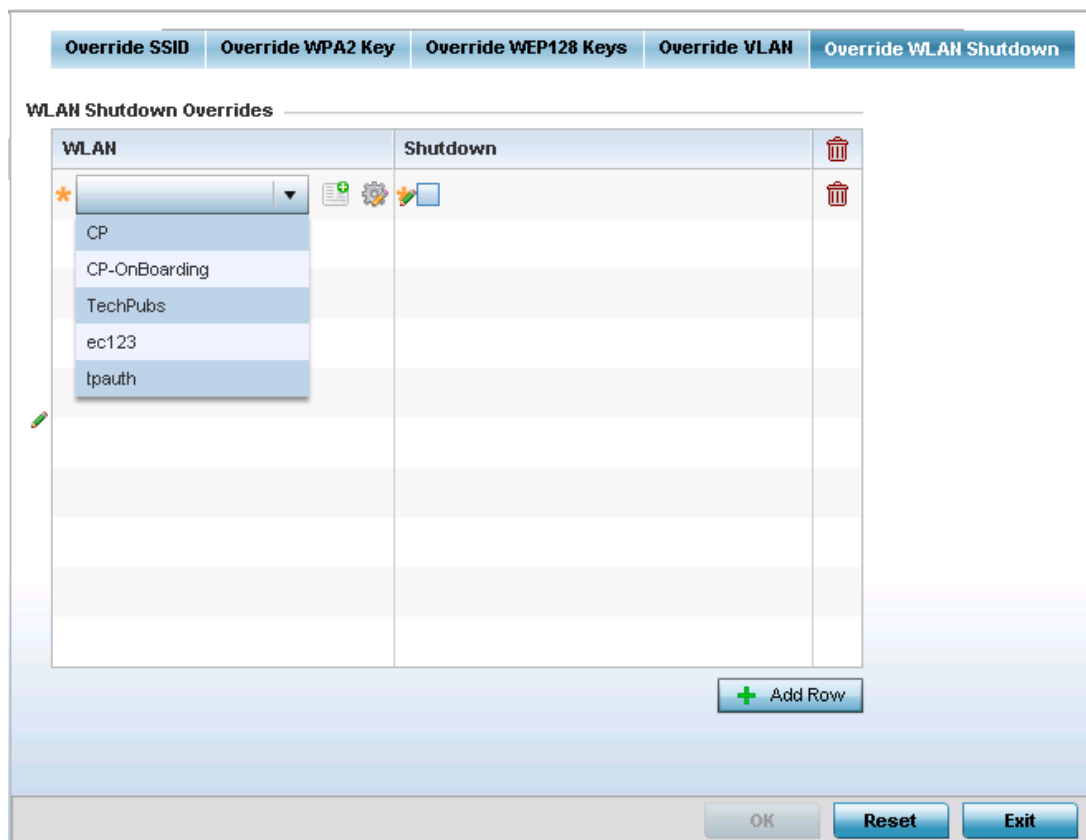 Override SSID Override WPA2 Key Override WEP128 Keys Override VLAN Override WLAN Shutdown
WLAN Shutdown Overrides
WLAN Shutdown
CP
CP-OnBoarding
TechPubs
ec123
tpauth
Add Row
OK Reset Exit